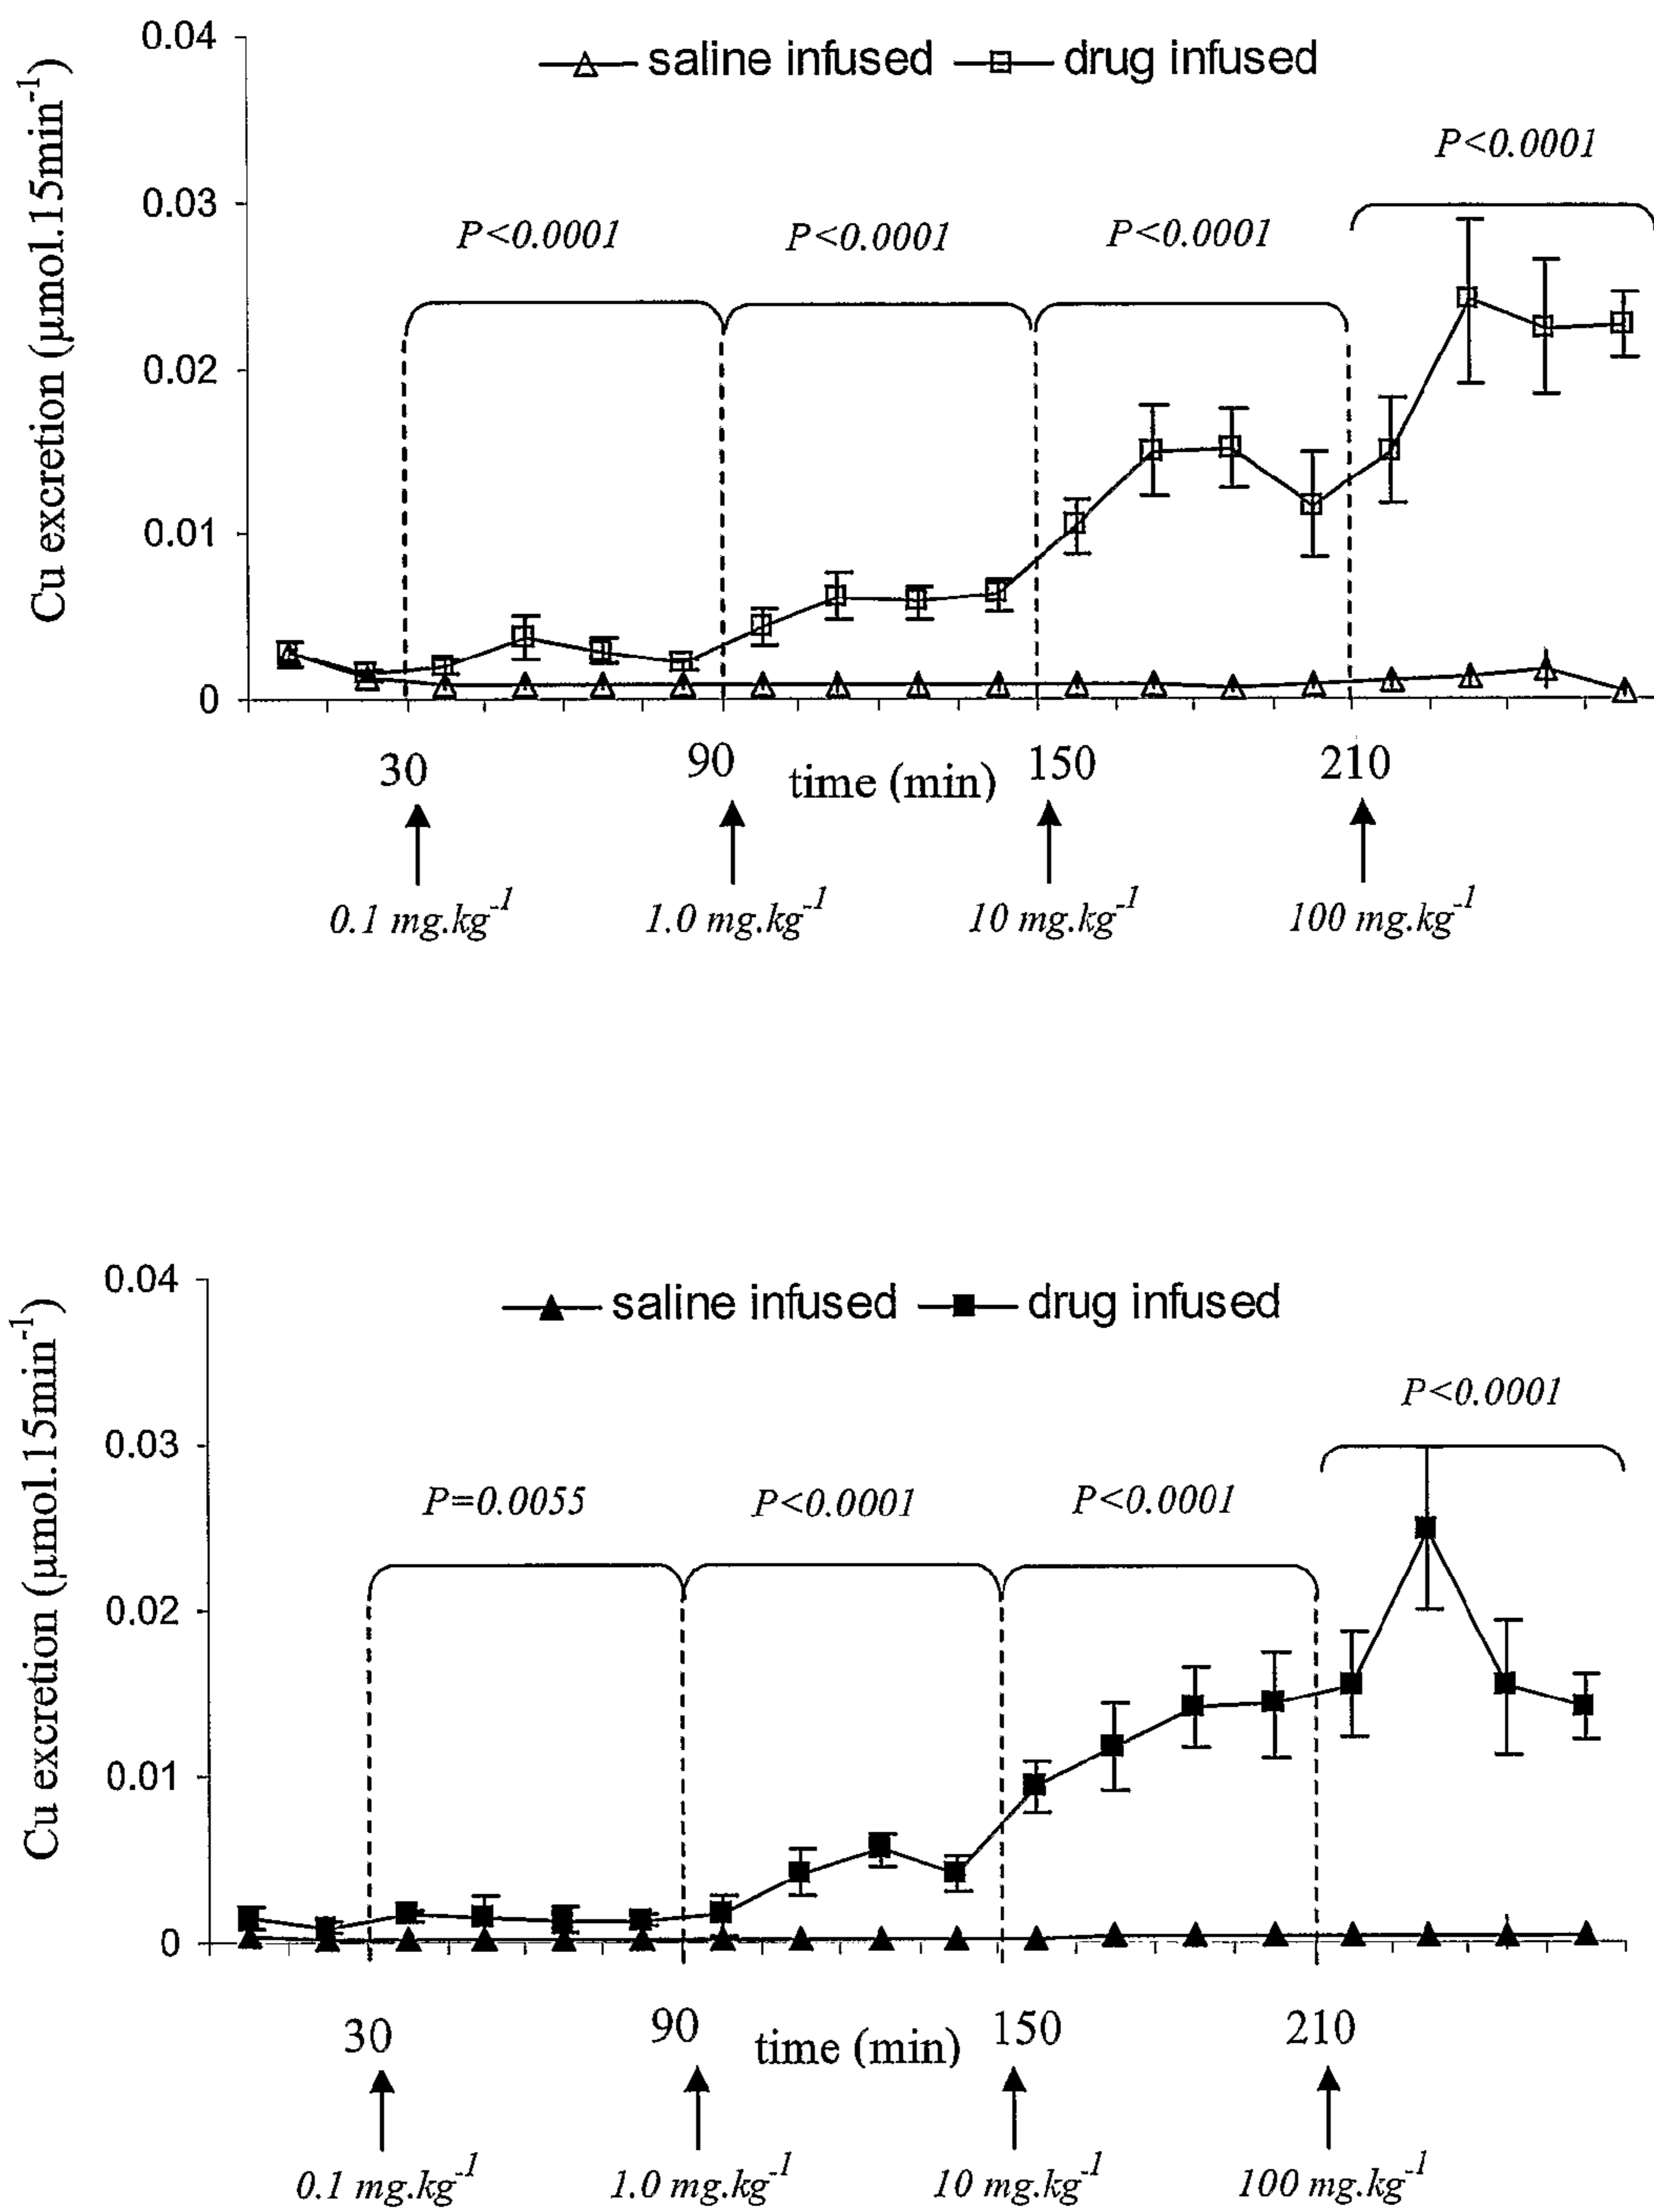 0.04
saline infused drug infused
P<0.0001
0.03
P<0.0001 P<0.0001 P<0.0001
0.02
0.01
0
Cu excretion (µmol.15min⁻¹)
30 90 time (min) 150 210
0.1 mg.kg⁻¹ 1.0 mg.kg⁻¹ 10 mg.kg⁻¹ 100 mg.kg⁻¹
0.04
saline infused drug infused
P<0.0001
0.03
P=0.0055 P<0.0001 P<0.0001
0.02
0.01
0
Cu excretion (µmol.15min⁻¹)
30 90 time (min) 150 210
0.1 mg.kg⁻¹ 1.0 mg.kg⁻¹ 10 mg.kg⁻¹ 100 mg.kg⁻¹